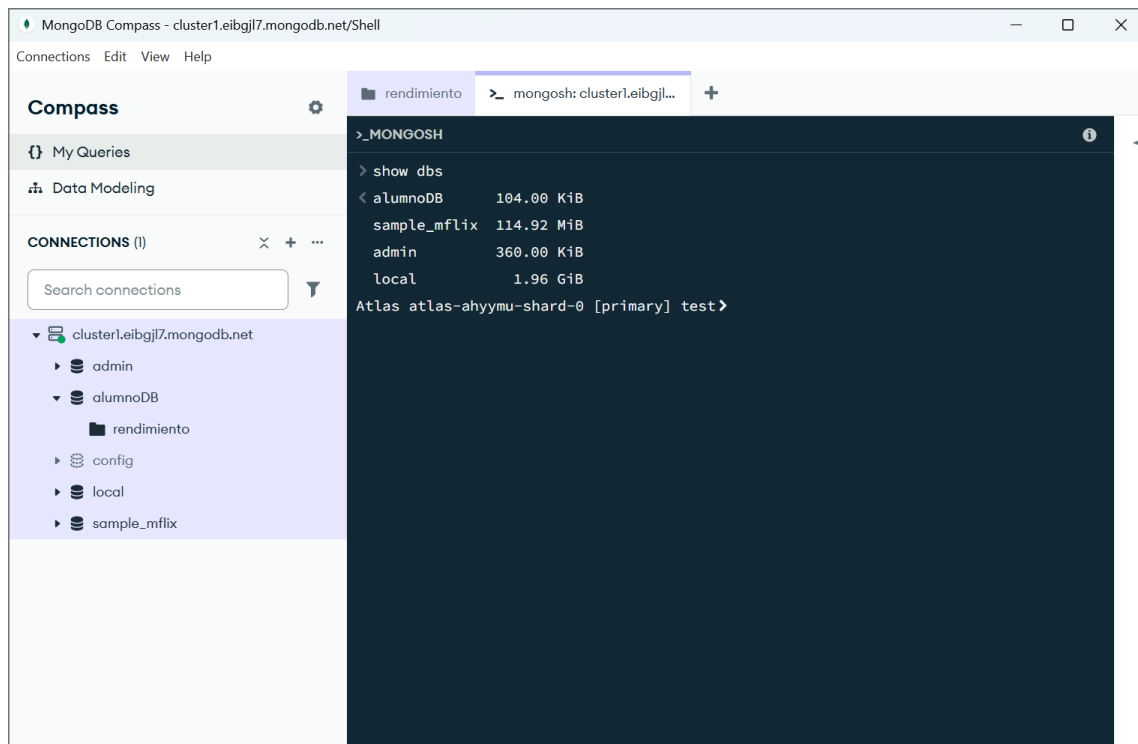 MongoDB Compass - cluster1.eibgjl7.mongodb.net/Shell
Connections Edit View Help
Compass
{} My Queries
Data Modeling
CONNECTIONS (1)
Search connections
cluster1.eibgjl7.mongodb.net
admin
alumnoDB
rendimiento
config
local
sample_mflix
rendimiento
>_ mongosh: cluster1.eibgjl...
>_MONGOSH
> show dbs
< alumnoDB 104.00 KiB
sample_mflix 114.92 MiB
admin 360.00 KiB
local 1.96 GiB
Atlas atlas-ahyymu-shard-0 [primary] test>